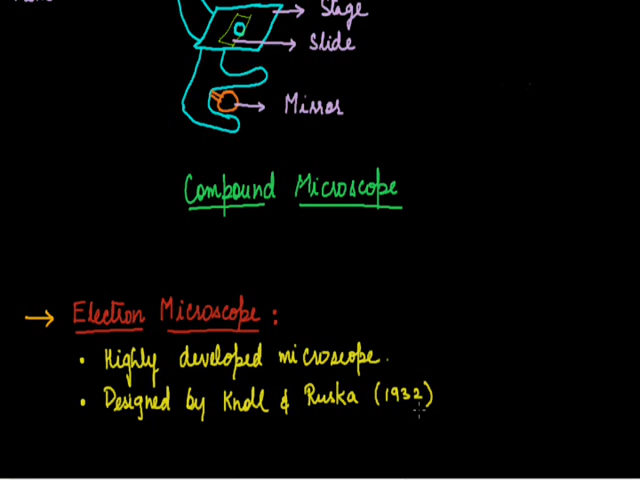 Stage
Slide
Mirror
Compound Microscope
→ Election Microscope :
• Highly developed microscope.
• Designed by Knoll & Ruska (1932)